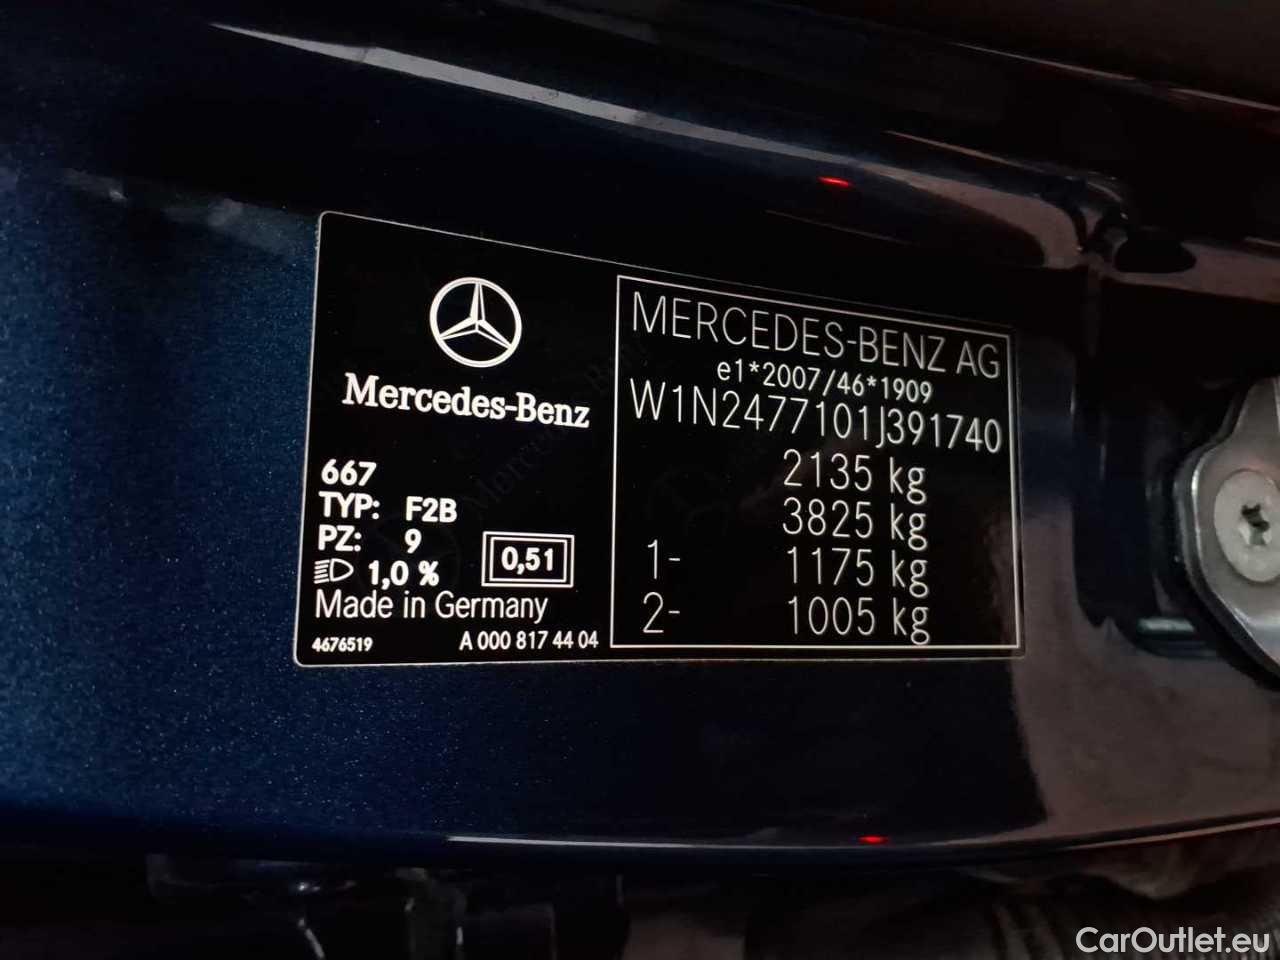 Mercedes-Benz
667
TYP: F2B
PZ: 9
1,0 %
0,51
Made in Germany
4676519
A 000 817 44 04
MERCEDES-BENZ AG
e1*2007/46*1909
W1N2477101J391740
2135 kg
3825 kg
1- 1175 kg
2- 1005 kg
CarOutlet.eu